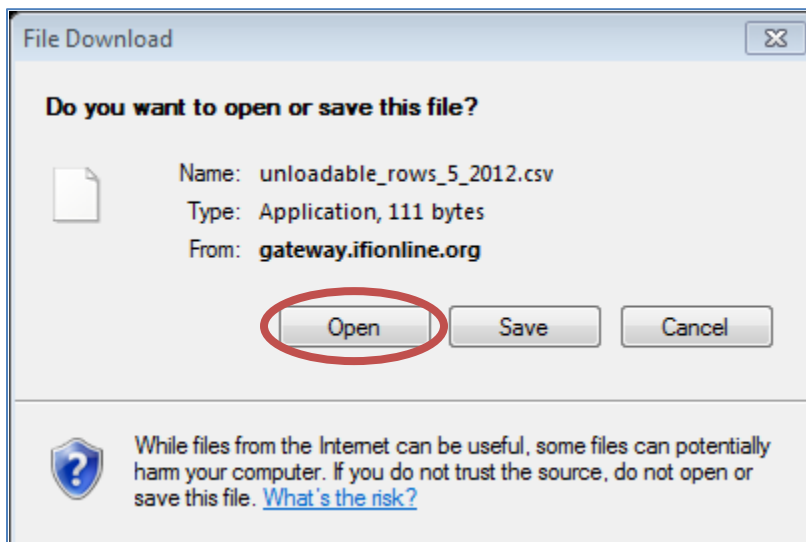 File Download
Do you want to open or save this file?
Name: unloadable_rows_5_2012.csv
Type: Application, 111 bytes
From: gateway.ifionline.org
Open Save Cancel
While files from the Internet can be useful, some files can potentially
harm your computer. If you do not trust the source, do not open or
save this file. What's the risk?